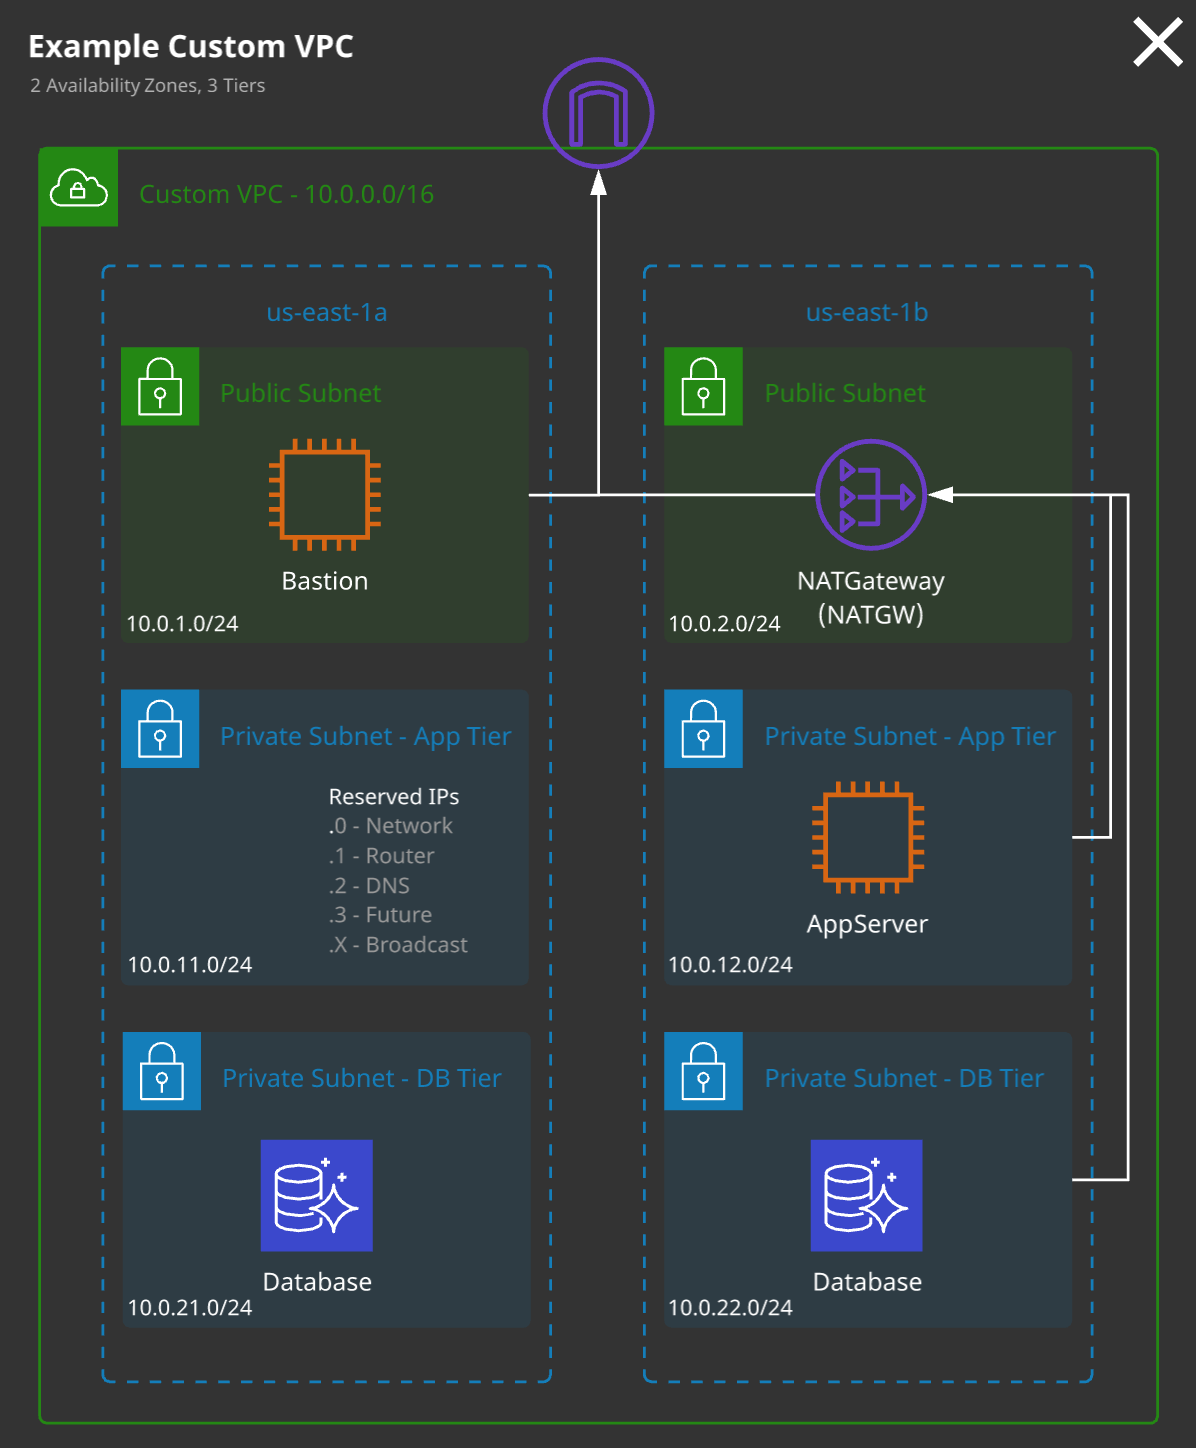 Example Custom VPC
2 Availability Zones, 3 Tiers
Custom VPC - 10.0.0.0/16
us-east-1a
Public Subnet
Bastion
10.0.1.0/24
Private Subnet - App Tier
Reserved IPs
.0 - Network
.1 - Router
.2 - DNS
.3 - Future
.X - Broadcast
10.0.11.0/24
Private Subnet - DB Tier
Database
10.0.21.0/24
us-east-1b
Public Subnet
NATGateway
(NATGW)
10.0.2.0/24
Private Subnet - App Tier
AppServer
10.0.12.0/24
Private Subnet - DB Tier
Database
10.0.22.0/24